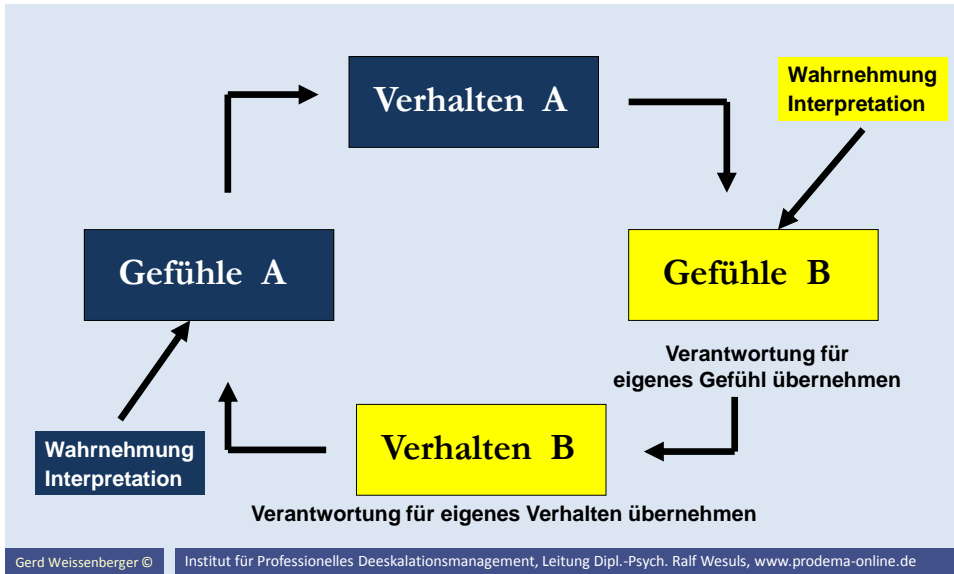 Verhalten A
Wahrnehmung
Interpretation
Gefühle A
Gefühle B
Verantwortung für
eigenes Gefühl übernehmen
Wahrnehmung
Interpretation
Verhalten B
Verantwortung für eigenes Verhalten übernehmen
Gerd Weissenberger ©
Institut für Professionelles Deeskalationsmanagement, Leitung Dipl.-Psych. Ralf Wesuls, www.prodema-online.de